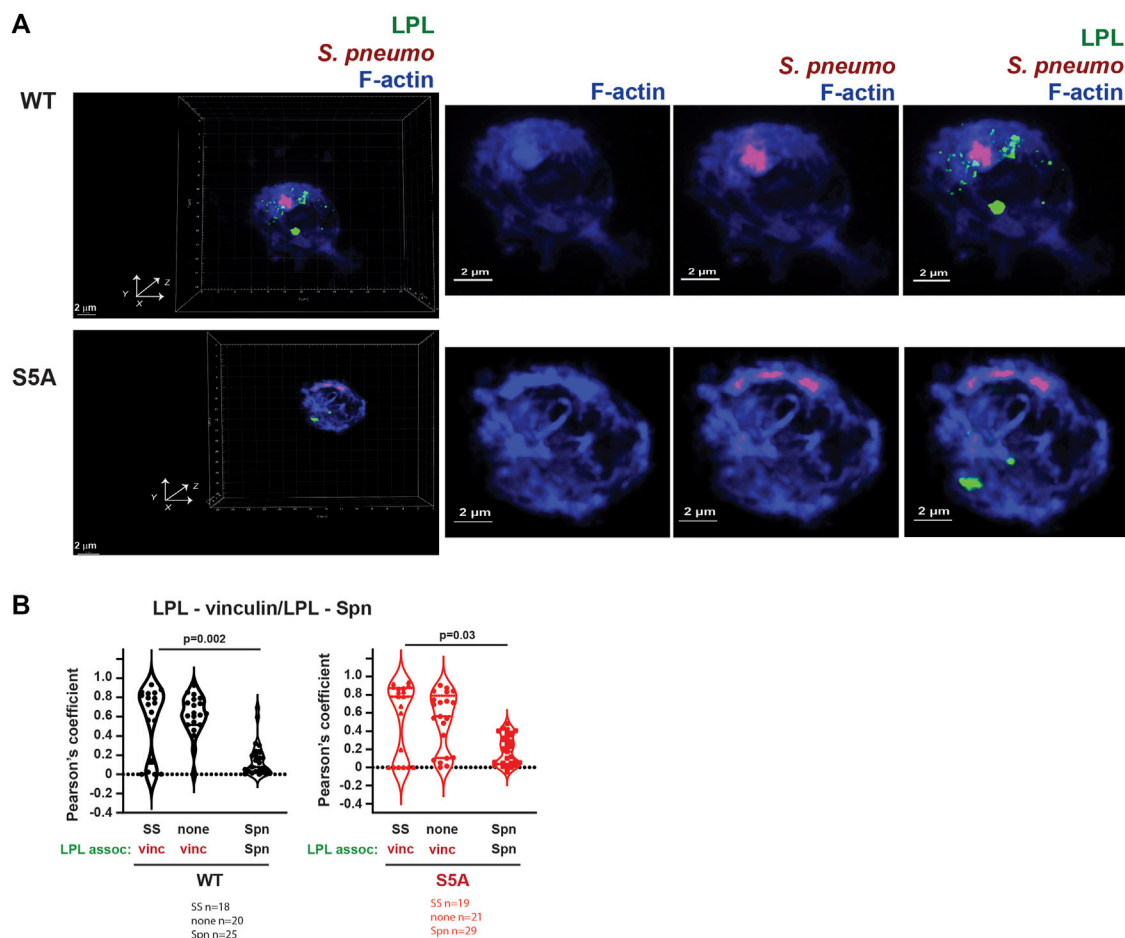 A
LPL
S. pneumo
F-actin
F-actin
S. pneumo
F-actin
LPL
S. pneumo
F-actin
WT
Y
Z
X
2 μm
2 μm
2 μm
2 μm
S5A
Y
Z
X
2 μm
2 μm
2 μm
2 μm
B
LPL - vinculin/LPL - Spn
p=0.002
Pearson's coefficient
1.0
0.8
0.6
0.4
0.2
0
-0.2
-0.4
SS none Spn
LPL assoc: vinc vinc Spn
WT
SS n=18
none n=20
Spn n=25
p=0.03
Pearson's coefficient
1.0
0.8
0.6
0.4
0.2
0
-0.2
-0.4
SS none Spn
LPL assoc: vinc vinc Spn
S5A
SS n=19
none n=21
Spn n=29